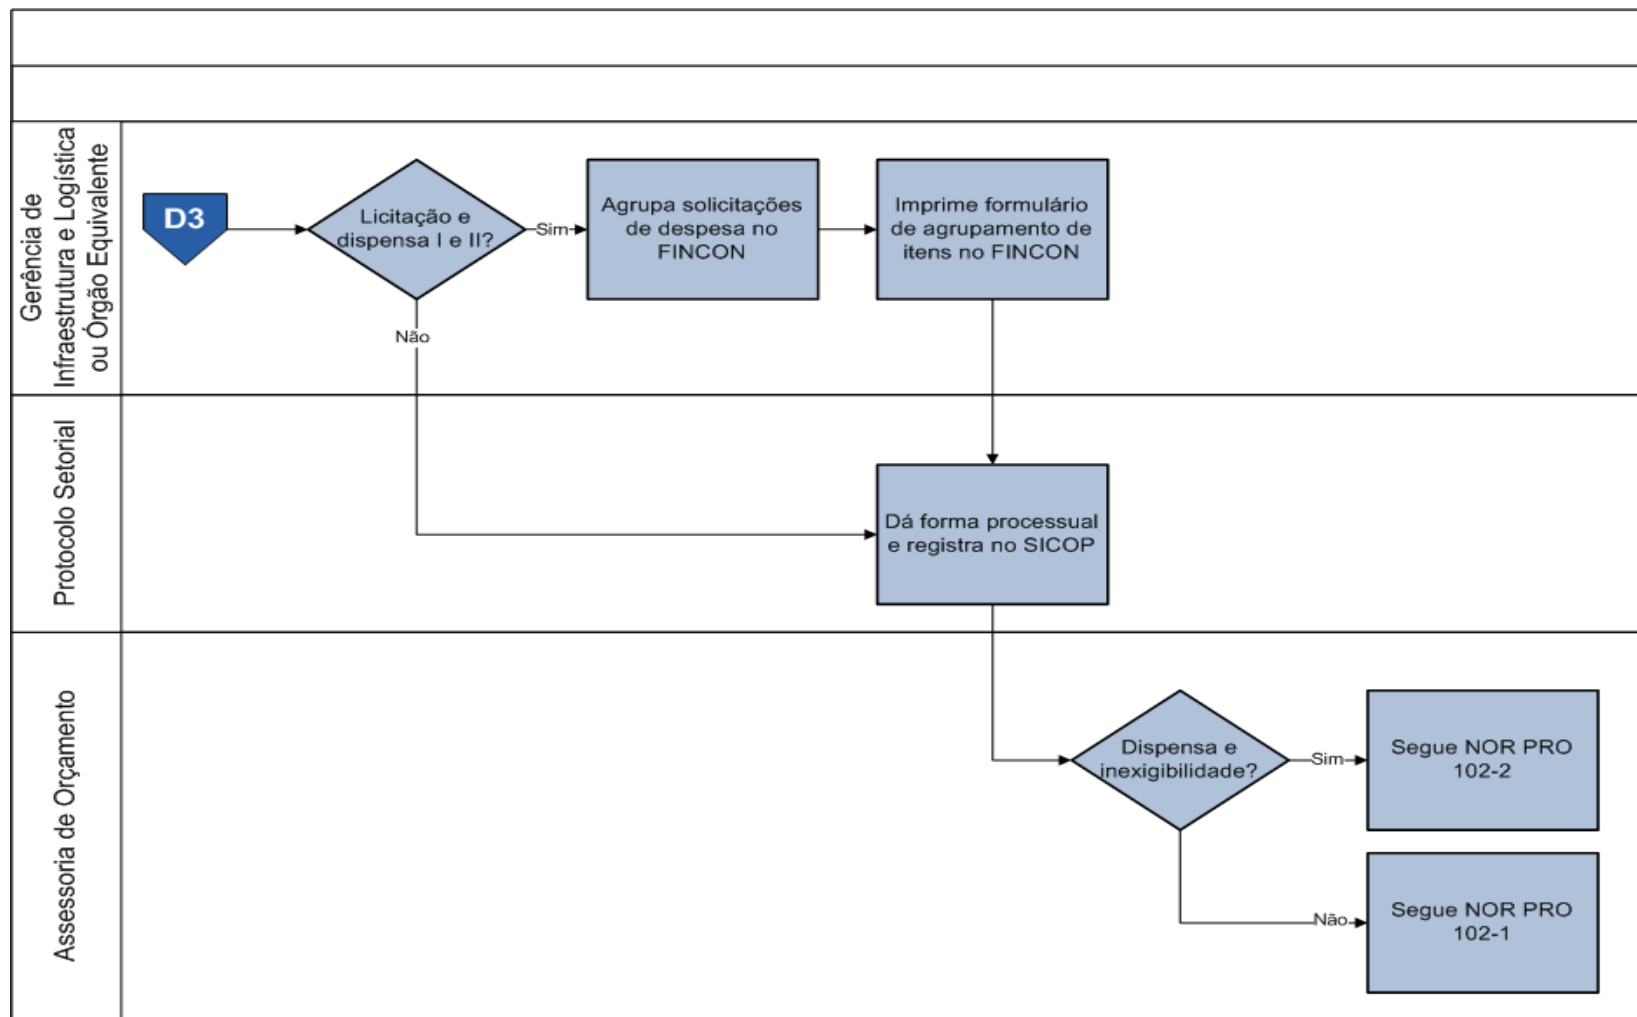 Gerência de
Infraestrutura e Logística
ou Órgão Equivalente
D3
Licitação e
dispensa I e II?
Sim
Não
Agrupa solicitações
de despesa no
FINCON
Imprime formulário
de agrupamento de
itens no FINCON
Protocolo Setorial
Dá forma processual
e registra no SICOP
Assessoria de Orçamento
Dispensa e
inexigibilidade?
Sim
Segue NOR PRO
102-2
Não
Segue NOR PRO
102-1